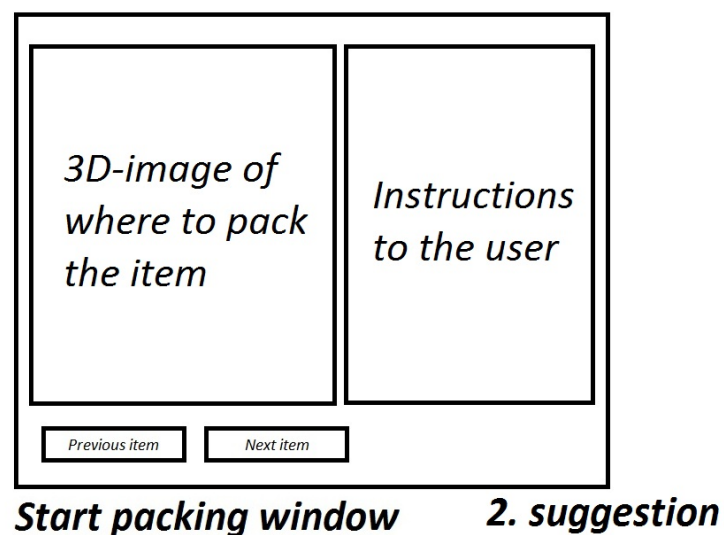 3D-image of
where to pack
the item
Instructions
to the user
Previous item
Next item
Start packing window
2. suggestion